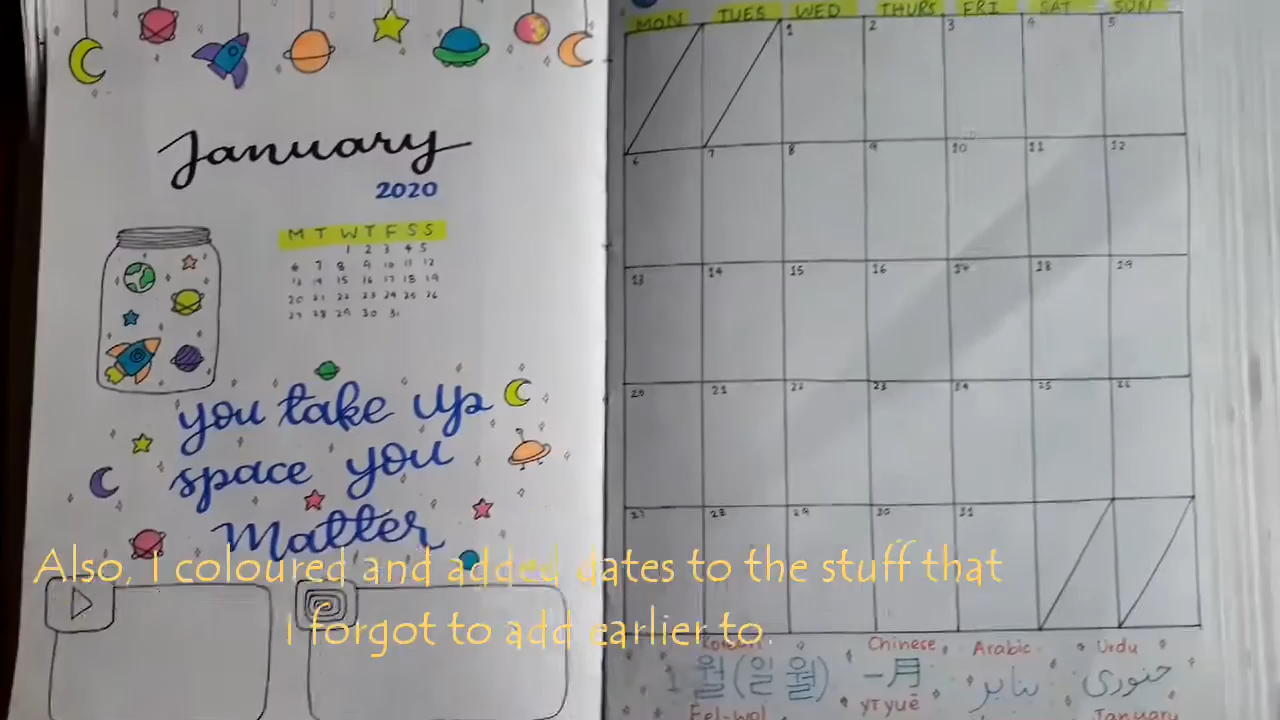 January
2020
M T W T F S S
1 2 3 4 5
6 7 8 9 10 11 12
13 14 15 16 17 18 19
20 21 22 23 24 25 26
27 28 29 30 31
you take up
space you
Matter
MON TUES WED THURS FRI SAT SUN
1 2 3 4 5
6 7 8 9 10 11 12
13 14 15 16 17 18 19
20 21 22 23 24 25 26
27 28 29 30 31
Also, I coloured and added dates to the stuff that
I forgot to add earlier to.
Korean Chinese Arabic Urdu
1월(일월) 一月 يناير جنوری
yī yuè January